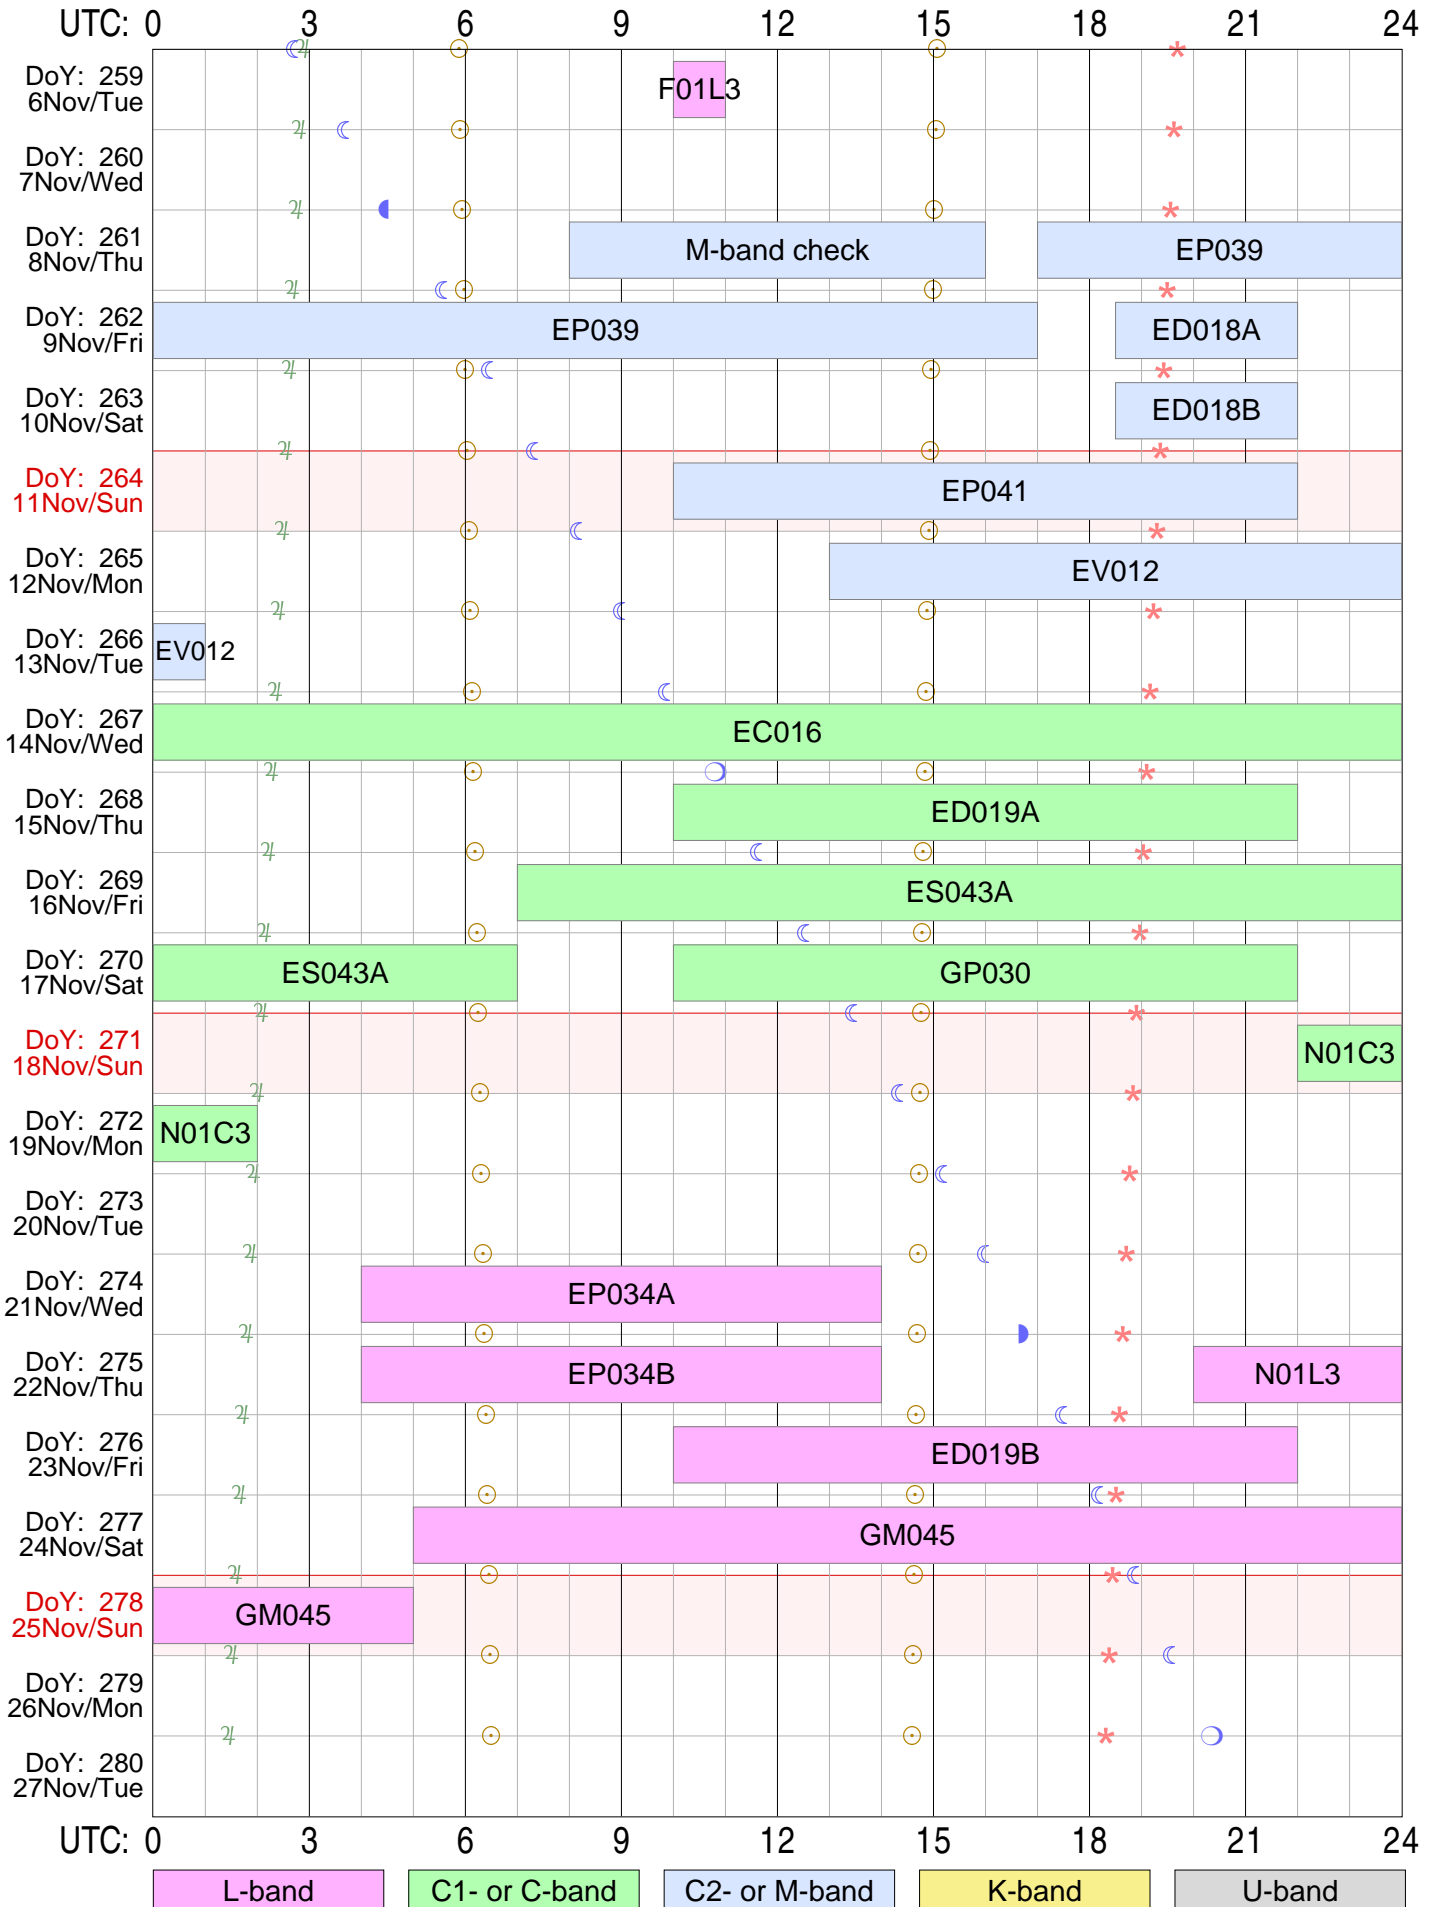 UTC: 0 3 6 9 12 15 18 21 24
DoY: 259
6Nov/Tue
F01L3
DoY: 260
7Nov/Wed
DoY: 261
8Nov/Thu
M-band check
EP039
DoY: 262
9Nov/Fri
EP039
ED018A
DoY: 263
10Nov/Sat
ED018B
DoY: 264
11Nov/Sun
EP041
DoY: 265
12Nov/Mon
EV012
DoY: 266
13Nov/Tue
EV012
DoY: 267
14Nov/Wed
EC016
DoY: 268
15Nov/Thu
ED019A
DoY: 269
16Nov/Fri
ES043A
DoY: 270
17Nov/Sat
ES043A
GP030
DoY: 271
18Nov/Sun
N01C3
DoY: 272
19Nov/Mon
N01C3
DoY: 273
20Nov/Tue
DoY: 274
21Nov/Wed
EP034A
DoY: 275
22Nov/Thu
EP034B
N01L3
DoY: 276
23Nov/Fri
ED019B
DoY: 277
24Nov/Sat
GM045
DoY: 278
25Nov/Sun
GM045
DoY: 279
26Nov/Mon
DoY: 280
27Nov/Tue
UTC: 0 3 6 9 12 15 18 21 24
L-band
C1- or C-band
C2- or M-band
K-band
U-band